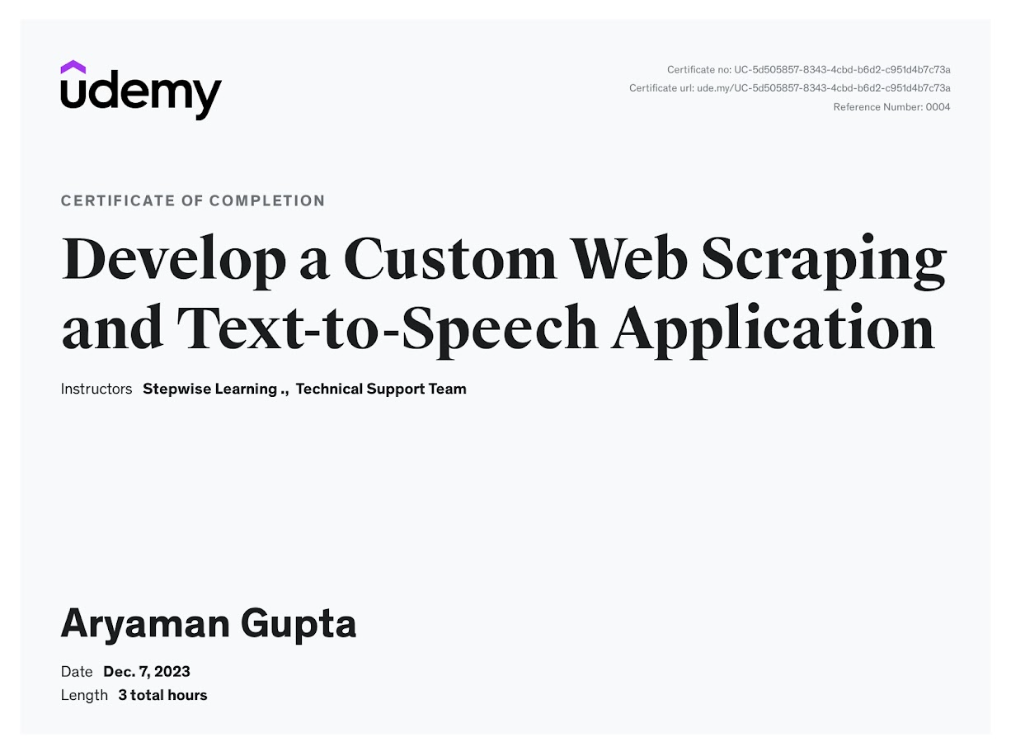 udemy
Certificate no: UC-5d505857-8343-4cbd-b6d2-c951d4b7c73a
Certificate url: ude.my/UC-5d505857-8343-4cbd-b6d2-c951d4b7c73a
Reference Number: 0004
CERTIFICATE OF COMPLETION
Develop a Custom Web Scraping
and Text-to-Speech Application
Instructors Stepwise Learning ., Technical Support Team
Aryaman Gupta
Date Dec. 7, 2023
Length 3 total hours